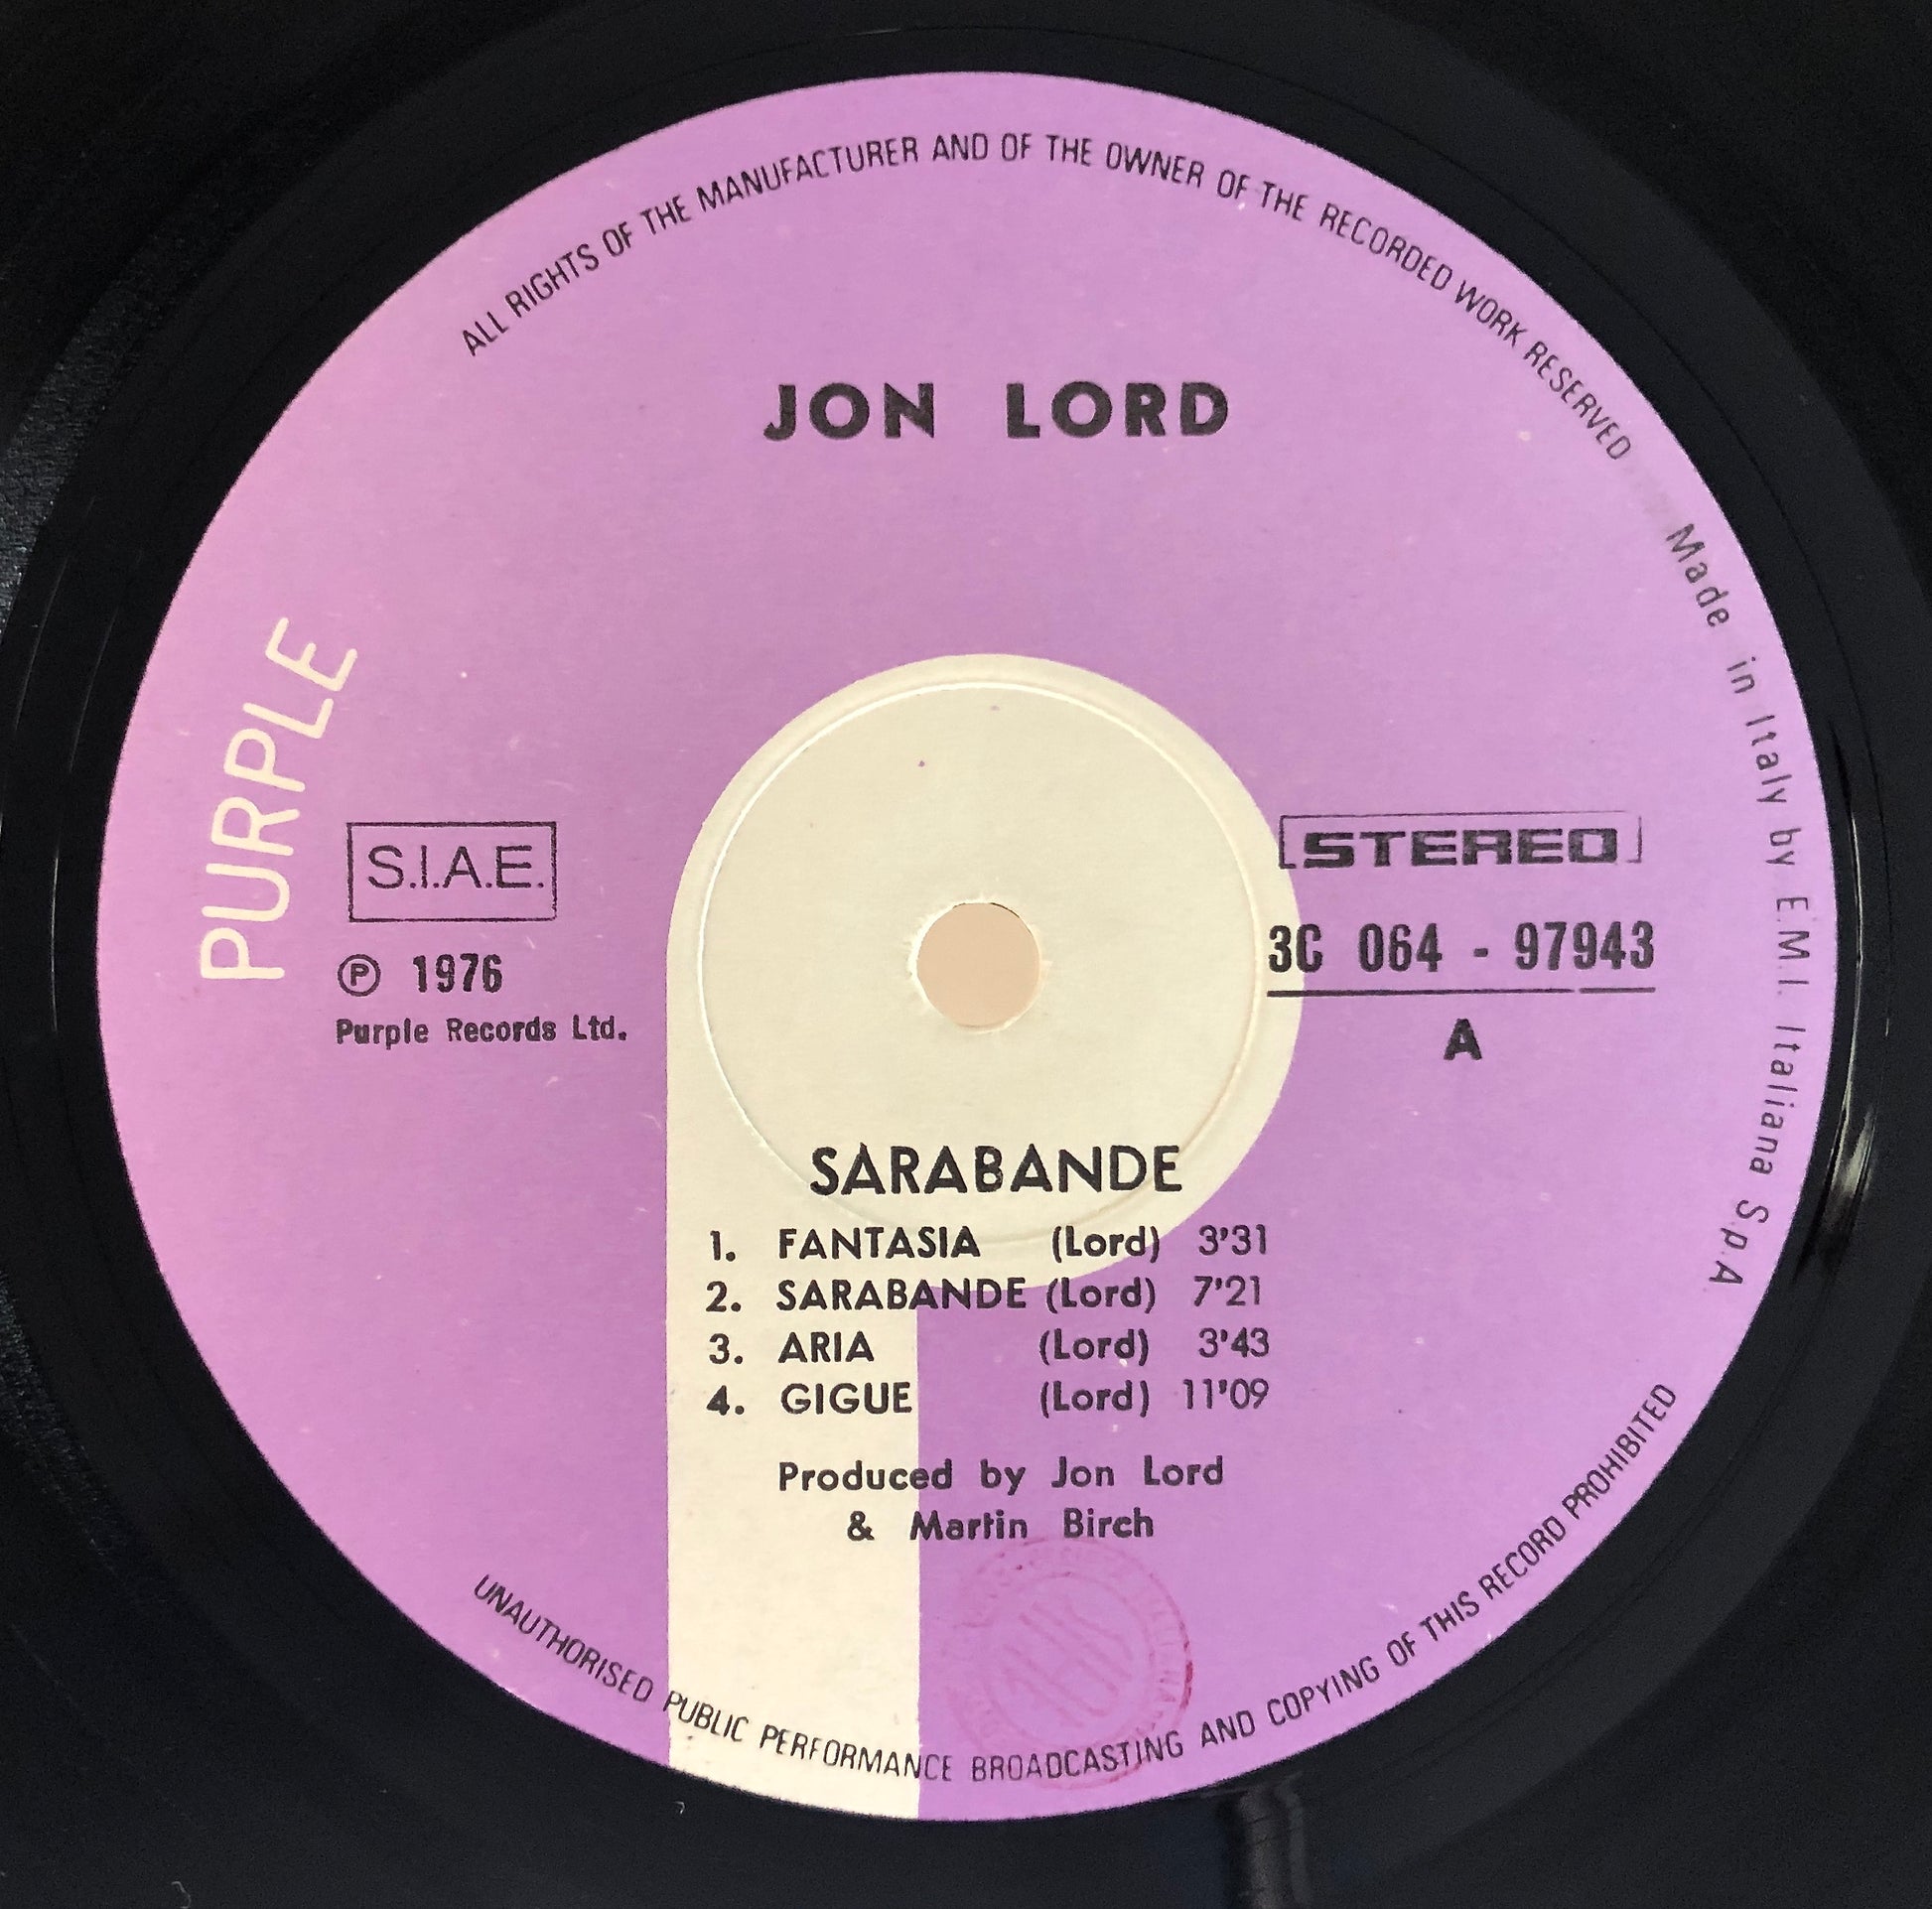 ALL RIGHTS OF THE MANUFACTURER AND OF THE OWNER OF THE RECORDED WORK RESERVED
Made in Italy by E.M.I. Italiana S.p.A
JON LORD
PURPLE
S.I.A.E.
Ⓟ 1976
Purple Records Ltd.
STEREO
3C 064 - 97943
A
SARABANDE
1. FANTASIA (Lord) 3'31
2. SARABANDE (Lord) 7'21
3. ARIA (Lord) 3'43
4. GIGUE (Lord) 11'09
Produced by Jon Lord
& Martin Birch
UNAUTHORISED PUBLIC PERFORMANCE BROADCASTING AND COPYING OF THIS RECORD PROHIBITED